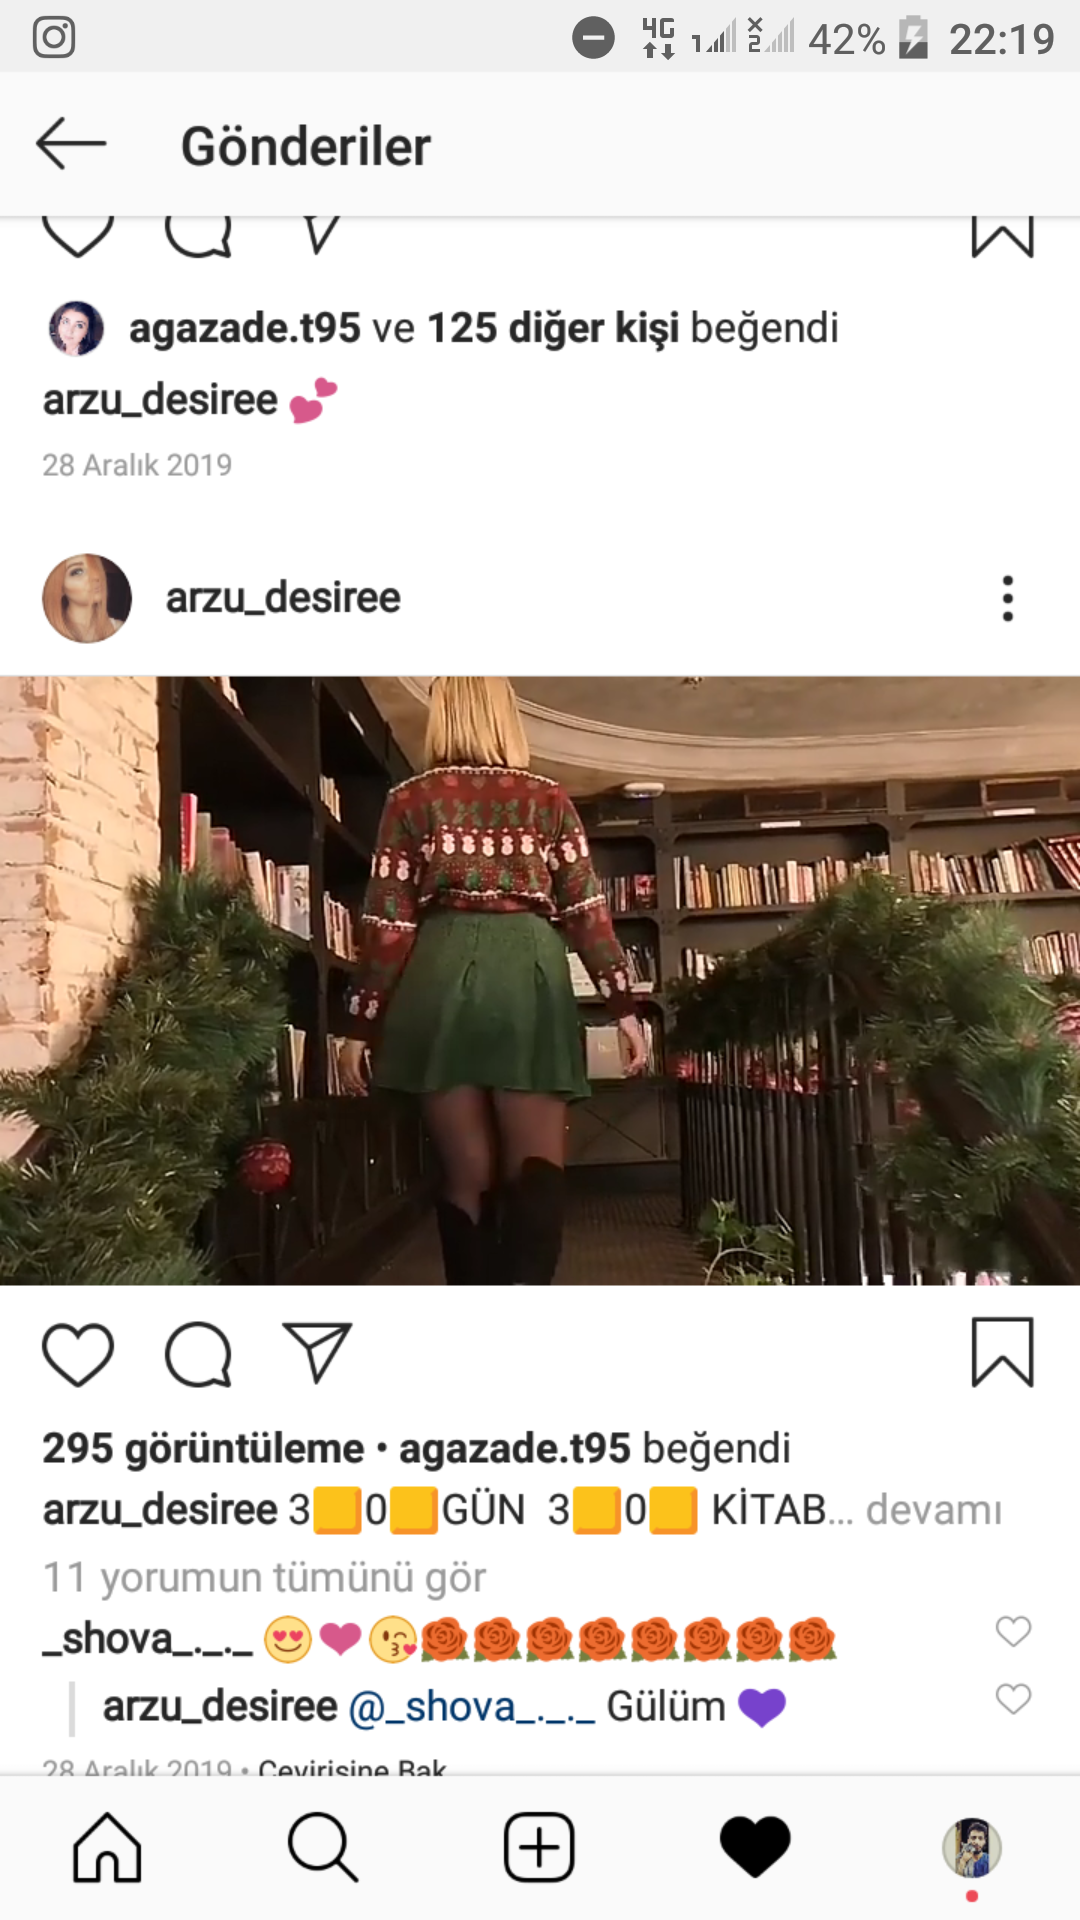 4G 1 2 42% 22:19
Gönderiler
agazade.t95 ve 125 diğer kişi beğendi
arzu_desiree 💕
28 Aralık 2019
arzu_desiree
295 görüntüleme • agazade.t95 beğendi
arzu_desiree 3🟨0🟨GÜN 3🟨0🟨 KİTAB... devamı
11 yorumun tümünü gör
_shova_._._ 😍❤😘🌹🌹🌹🌹🌹🌹🌹🌹
arzu_desiree @_shova_._._ Gülüm 💜
28 Aralık 2019 • Çevirisine Bak